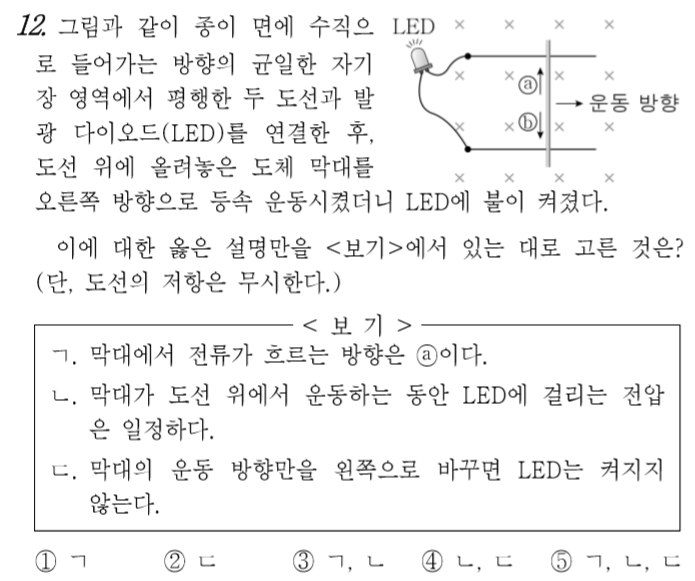 12. 그림과 같이 종이 면에 수직으
로 들어가는 방향의 균일한 자기
장 영역에서 평행한 두 도선과 발
광 다이오드(LED)를 연결한 후,
도선 위에 올려놓은 도체 막대를
오른쪽 방향으로 등속 운동시켰더니 LED에 불이 켜졌다.
LED
ⓐ
운동 방향
ⓑ
이에 대한 옳은 설명만을 <보기>에서 있는 대로 고른 것은?
(단, 도선의 저항은 무시한다.)
< 보 기 >
ㄱ. 막대에서 전류가 흐르는 방향은 ⓐ이다.
ㄴ. 막대가 도선 위에서 운동하는 동안 LED에 걸리는 전압
은 일정하다.
ㄷ. 막대의 운동 방향만을 왼쪽으로 바꾸면 LED는 켜지지
않는다.
① ㄱ ② ㄷ ③ ㄱ, ㄴ ④ ㄴ, ㄷ ⑤ ㄱ, ㄴ, ㄷ